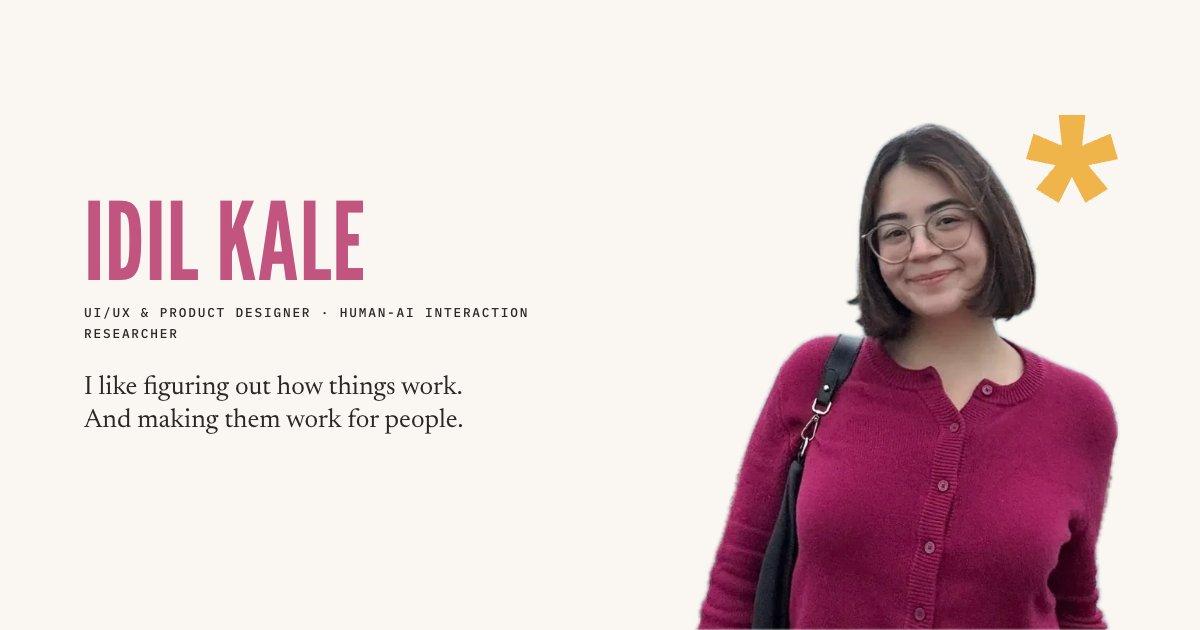 IDIL KALE
UI/UX & PRODUCT DESIGNER · HUMAN-AI INTERACTION
RESEARCHER
I like figuring out how things work.
And making them work for people.